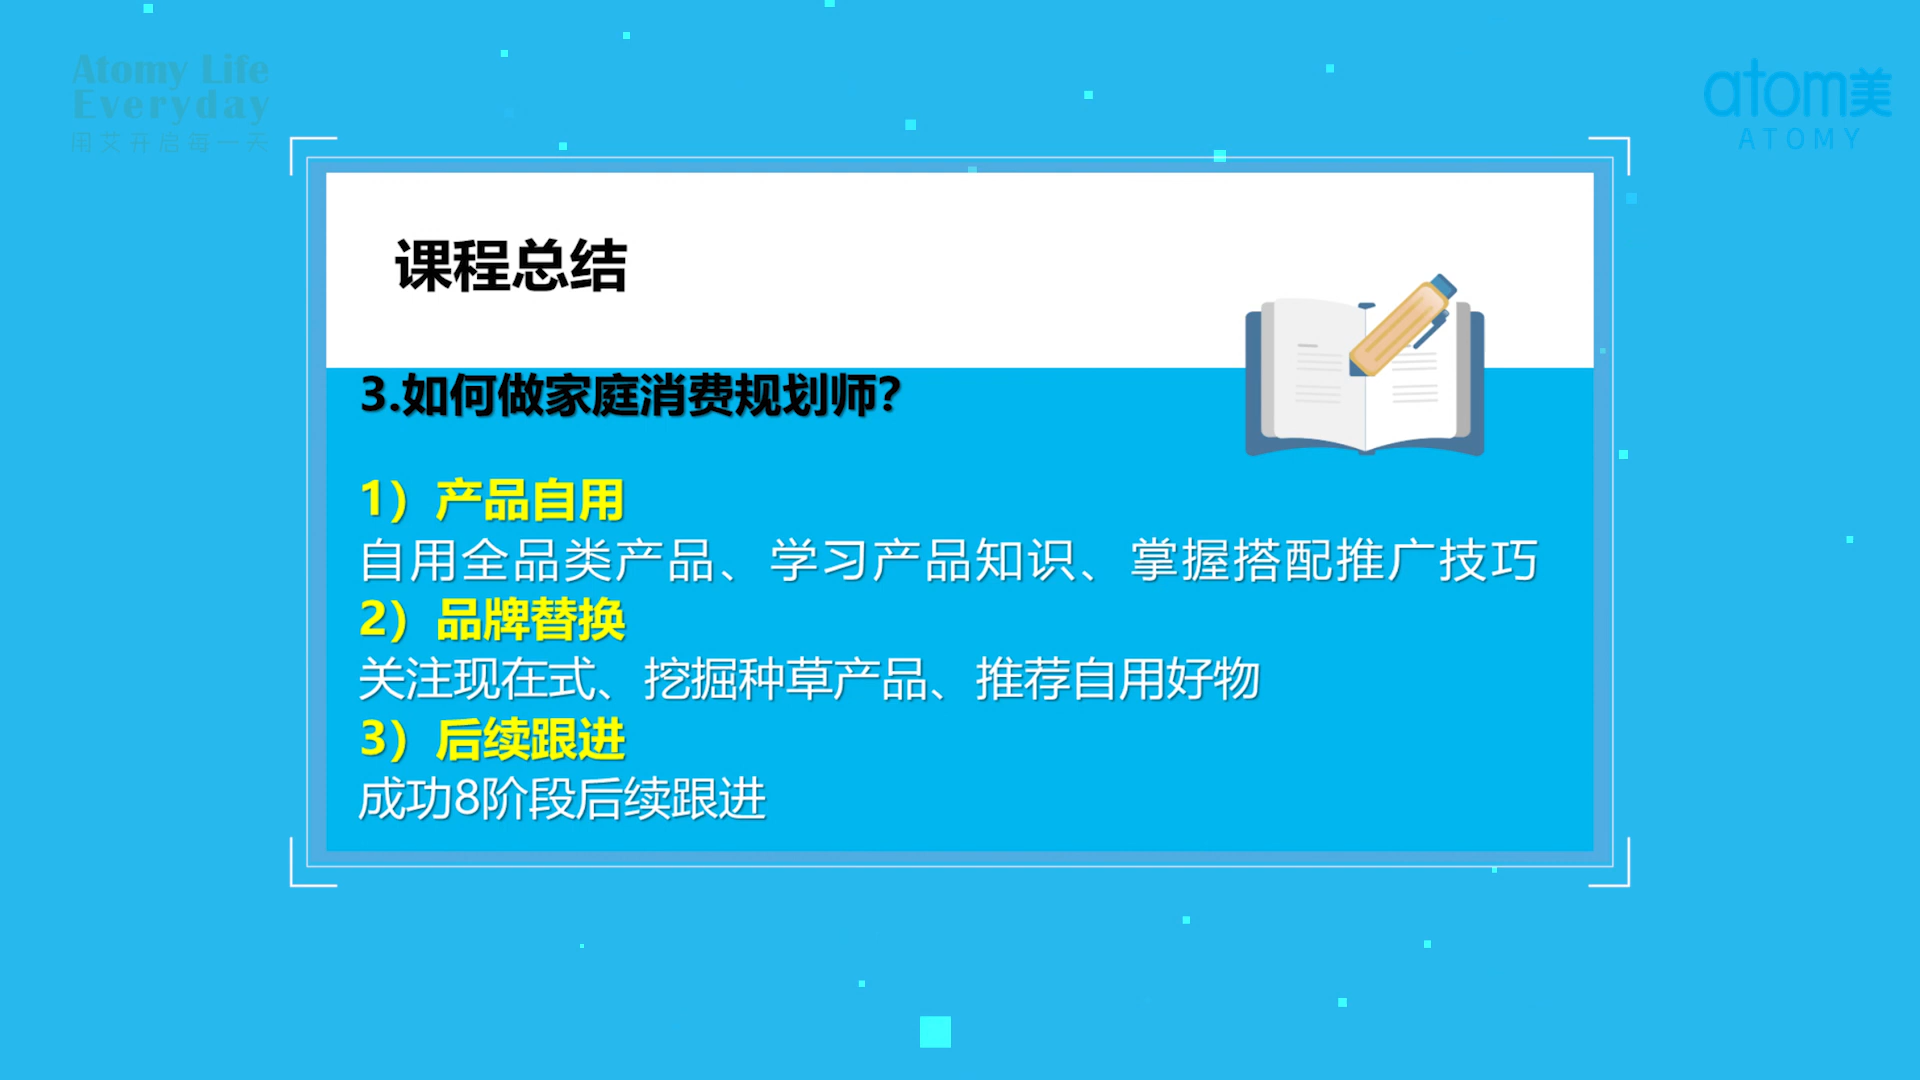 Atomy Life
Everyday
用艾开启每一天
atom美
ATOMY
课程总结
3.如何做家庭消费规划师?
1）产品自用
自用全品类产品、学习产品知识、掌握搭配推广技巧
2）品牌替换
关注现在式、挖掘种草产品、推荐自用好物
3）后续跟进
成功8阶段后续跟进